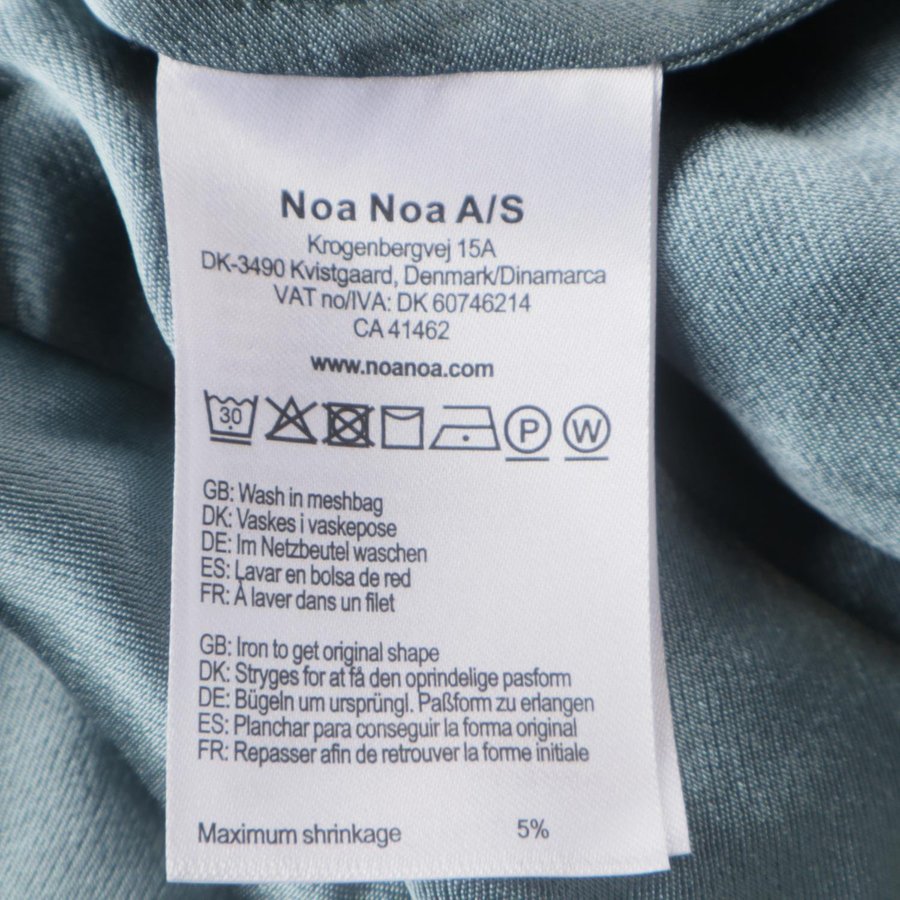 Noa Noa A/S
Krogenbergvej 15A
DK-3490 Kvistgaard, Denmark/Dinamarca
VAT no/IVA: DK 60746214
CA 41462
www.noanoa.com
30 P W
GB: Wash in meshbag
DK: Vaskes i vaskepose
DE: Im Netzbeutel waschen
ES: Lavar en bolsa de red
FR: À laver dans un filet
GB: Iron to get original shape
DK: Stryges for at få den oprindelige pasform
DE: Bügeln um ursprüngl. Paßform zu erlangen
ES: Planchar para conseguir la forma original
FR: Repasser afin de retrouver la forme initiale
Maximum shrinkage 5%